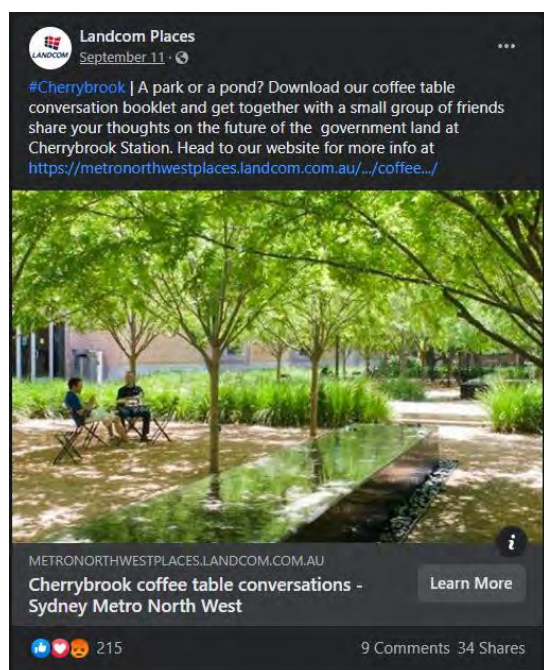 Landcom Places
LANDCOM
September 11 ·
#Cherrybrook | A park or a pond? Download our coffee table
conversation booklet and get together with a small group of friends
share your thoughts on the future of the  government land at
Cherrybrook Station. Head to our website for more info at
https://metronorthwestplaces.landcom.com.au/.../coffee.../
i
METRONORTHWESTPLACES.LANDCOM.COM.AU
Cherrybrook coffee table conversations -
Sydney Metro North West
Learn More
215
9 Comments 34 Shares